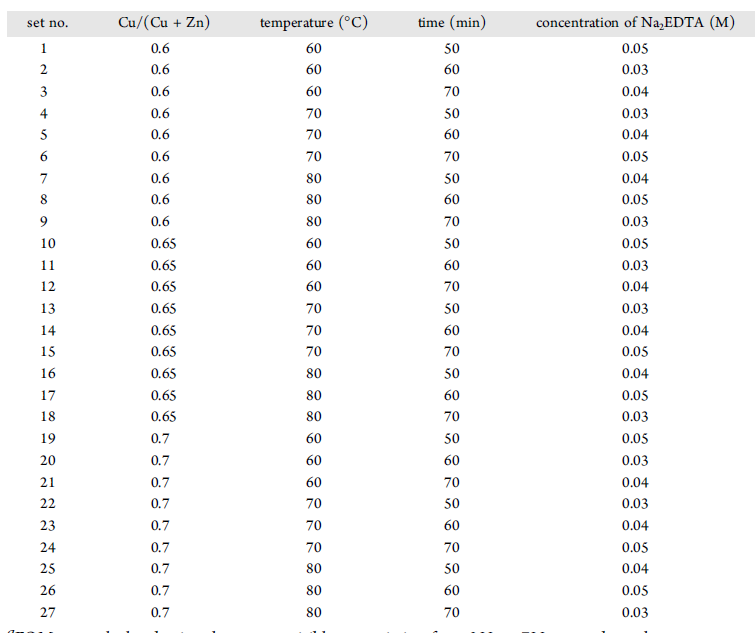 set no. Cu/(Cu + Zn) temperature (°C) time (min) concentration of Na₂EDTA (M)
1 0.6 60 50 0.05
2 0.6 60 60 0.03
3 0.6 60 70 0.04
4 0.6 70 50 0.03
5 0.6 70 60 0.04
6 0.6 70 70 0.05
7 0.6 80 50 0.04
8 0.6 80 60 0.05
9 0.6 80 70 0.03
10 0.65 60 50 0.05
11 0.65 60 60 0.03
12 0.65 60 70 0.04
13 0.65 70 50 0.03
14 0.65 70 60 0.04
15 0.65 70 70 0.05
16 0.65 80 50 0.04
17 0.65 80 60 0.05
18 0.65 80 70 0.03
19 0.7 60 50 0.05
20 0.7 60 60 0.03
21 0.7 60 70 0.04
22 0.7 70 50 0.03
23 0.7 70 60 0.04
24 0.7 70 70 0.05
25 0.7 80 50 0.04
26 0.7 80 60 0.05
27 0.7 80 70 0.03